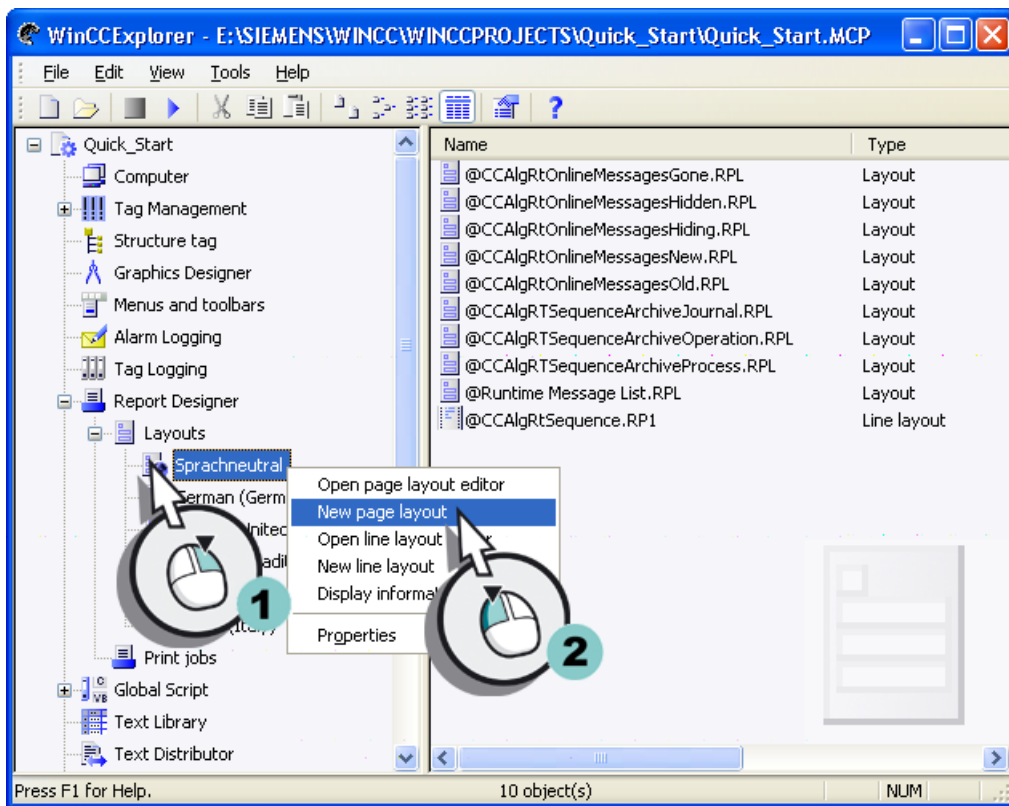 WinCCExplorer - E:\SIEMENS\WINCC\WINCCPROJECTS\Quick_Start\Quick_Start.MCP
File Edit View Tools Help
Quick_Start
Computer
Tag Management
Structure tag
Graphics Designer
Menus and toolbars
Alarm Logging
Tag Logging
Report Designer
Layouts
Sprachneutral
German
Print jobs
Global Script
Text Library
Text Distributor
Name Type
@CCAlgRtOnlineMessagesGone.RPL Layout
@CCAlgRtOnlineMessagesHidden.RPL Layout
@CCAlgRtOnlineMessagesHiding.RPL Layout
@CCAlgRtOnlineMessagesNew.RPL Layout
@CCAlgRtOnlineMessagesOld.RPL Layout
@CCAlgRTSequenceArchiveJournal.RPL Layout
@CCAlgRTSequenceArchiveOperation.RPL Layout
@CCAlgRTSequenceArchiveProcess.RPL Layout
@Runtime Message List.RPL Layout
@CCAlgRtSequence.RP1 Line layout
Open page layout editor
New page layout
Open line layout
New line layout
Display
Properties
1
2
Press F1 for Help. 10 object(s) NUM